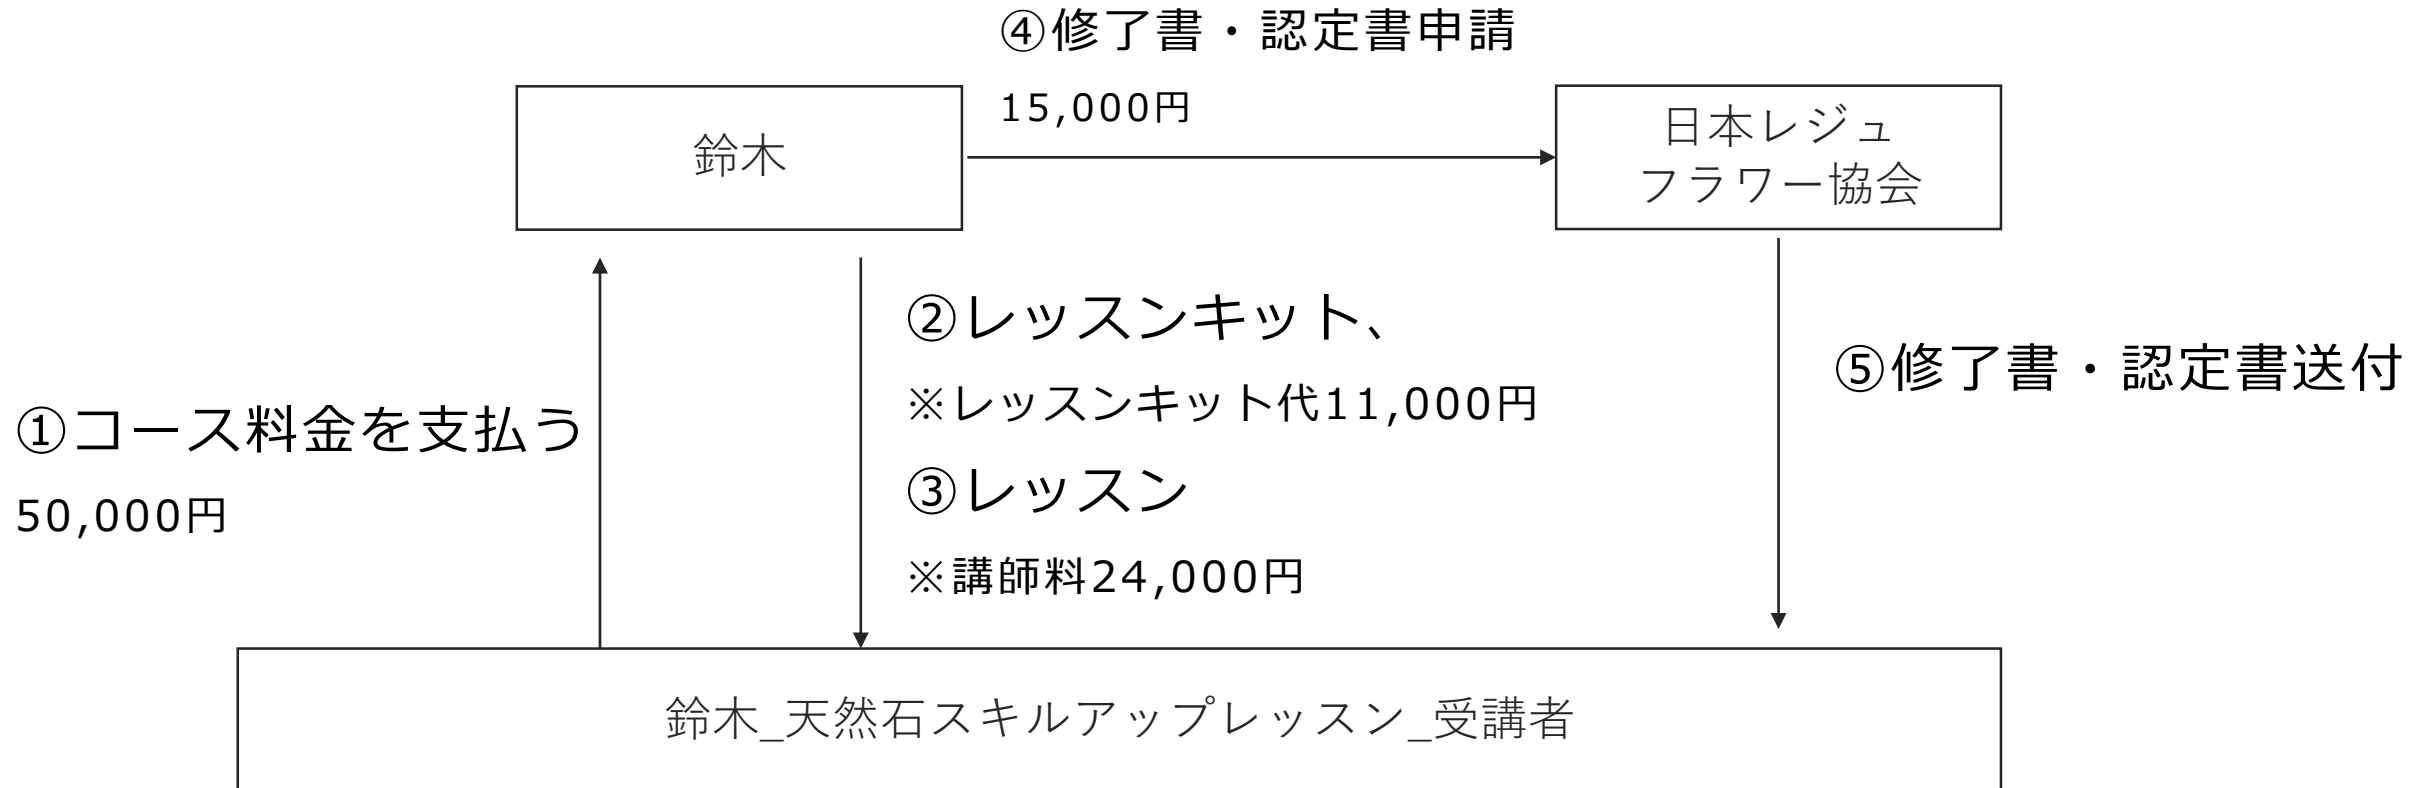 ④修了書・認定書申請
15,000円
鈴木
日本レジュ
フラワー協会
②レッスンキット、
※レッスンキット代11,000円
③レッスン
※講師料24,000円
⑤修了書・認定書送付
①コース料金を支払う
50,000円
鈴木_天然石スキルアップレッスン_受講者